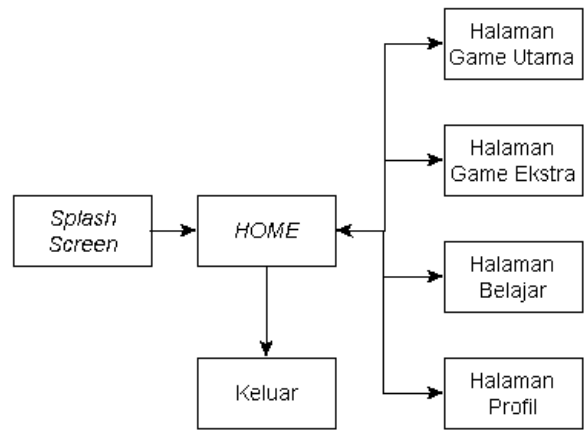 Halaman
Game Utama
Halaman
Game Ekstra
Splash
Screen
HOME
Halaman
Belajar
Keluar
Halaman
Profil